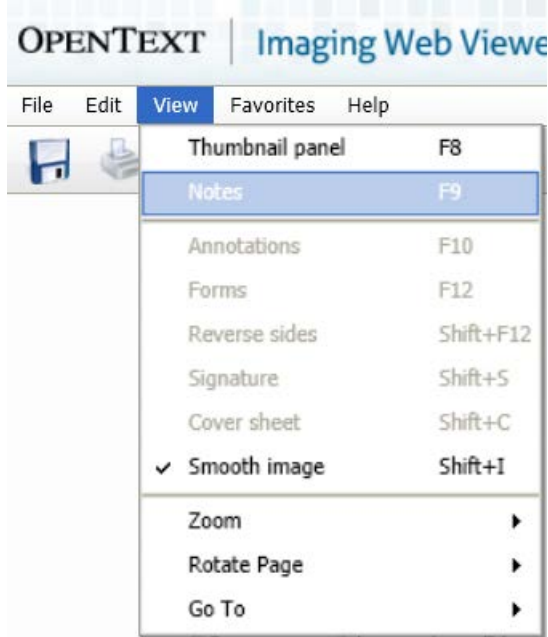 OPENTEXT | Imaging Web Viewe
File Edit View Favorites Help
Thumbnail panel F8
Notes F9
Annotations F10
Forms F12
Reverse sides Shift+F12
Signature Shift+S
Cover sheet Shift+C
✓ Smooth image Shift+I
Zoom
Rotate Page
Go To